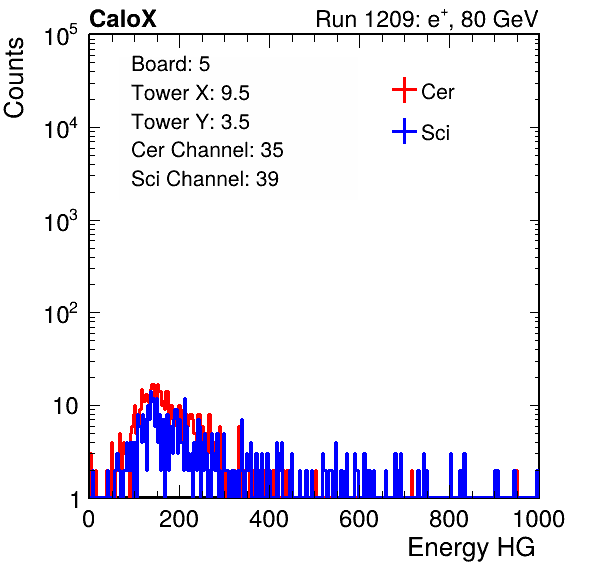 CaloX Run 1209: e⁺, 80 GeV
Counts
10⁵
10⁴
10³
10²
10
1
Board: 5
Tower X: 9.5
Tower Y: 3.5
Cer Channel: 35
Sci Channel: 39
Cer
Sci
0 200 400 600 800 1000
Energy HG